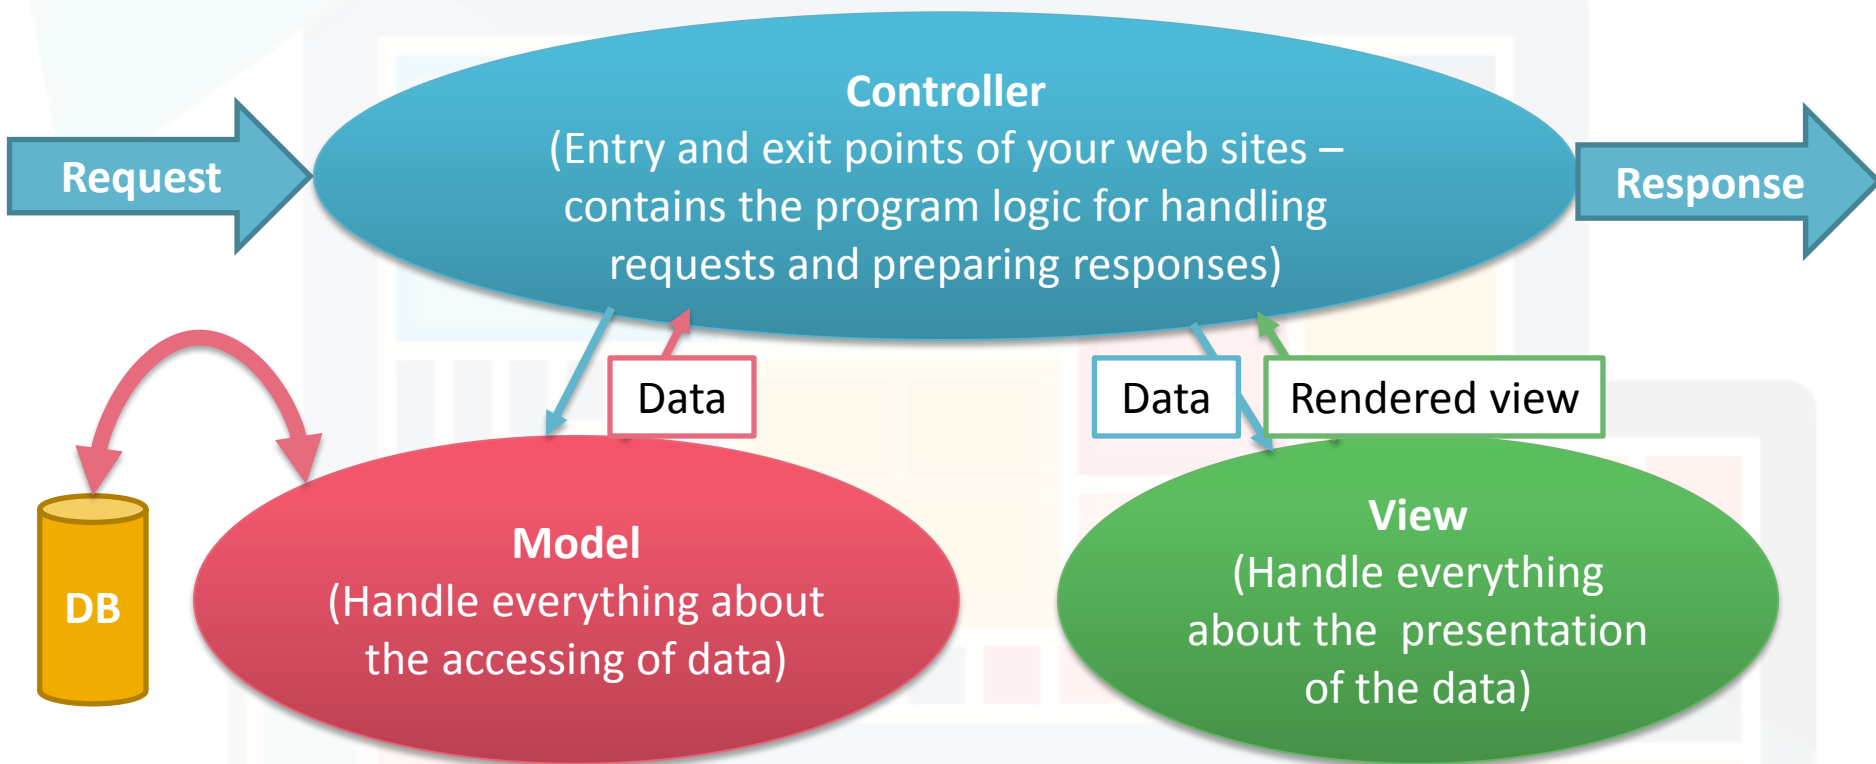 Controller
(Entry and exit points of your web sites –
contains the program logic for handling
requests and preparing responses)
Request
Response
Data
Data
Rendered view
Model
(Handle everything about
the accessing of data)
View
(Handle everything
about the  presentation
of the data)
DB